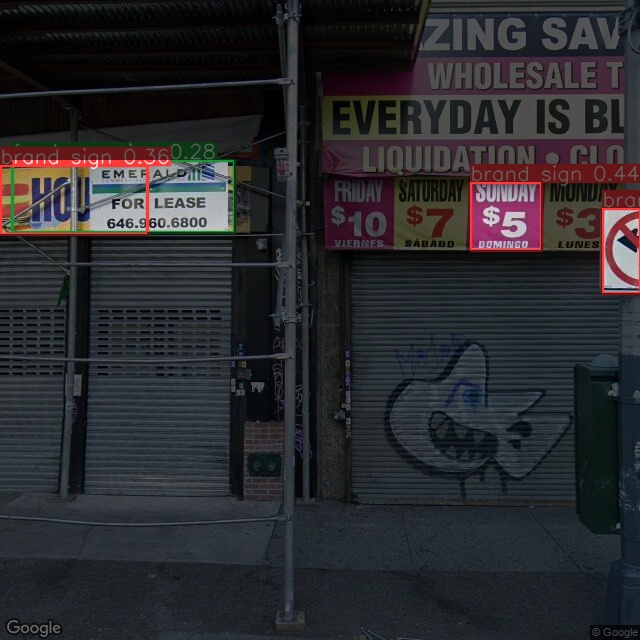 ZING SAV
WHOLESALE T
EVERYDAY IS BL
LIQUIDATION • CLO
FRIDAY
$10
VIERNES
SATURDAY
$7
SÁBADO
SUNDAY
$5
DOMINGO
MONDAY
$3
LUNES
brand sign 0.36
0.28
brand sign 0.44
brand
HOU
EMERALD
FOR LEASE
646.960.6800
Google
© Google